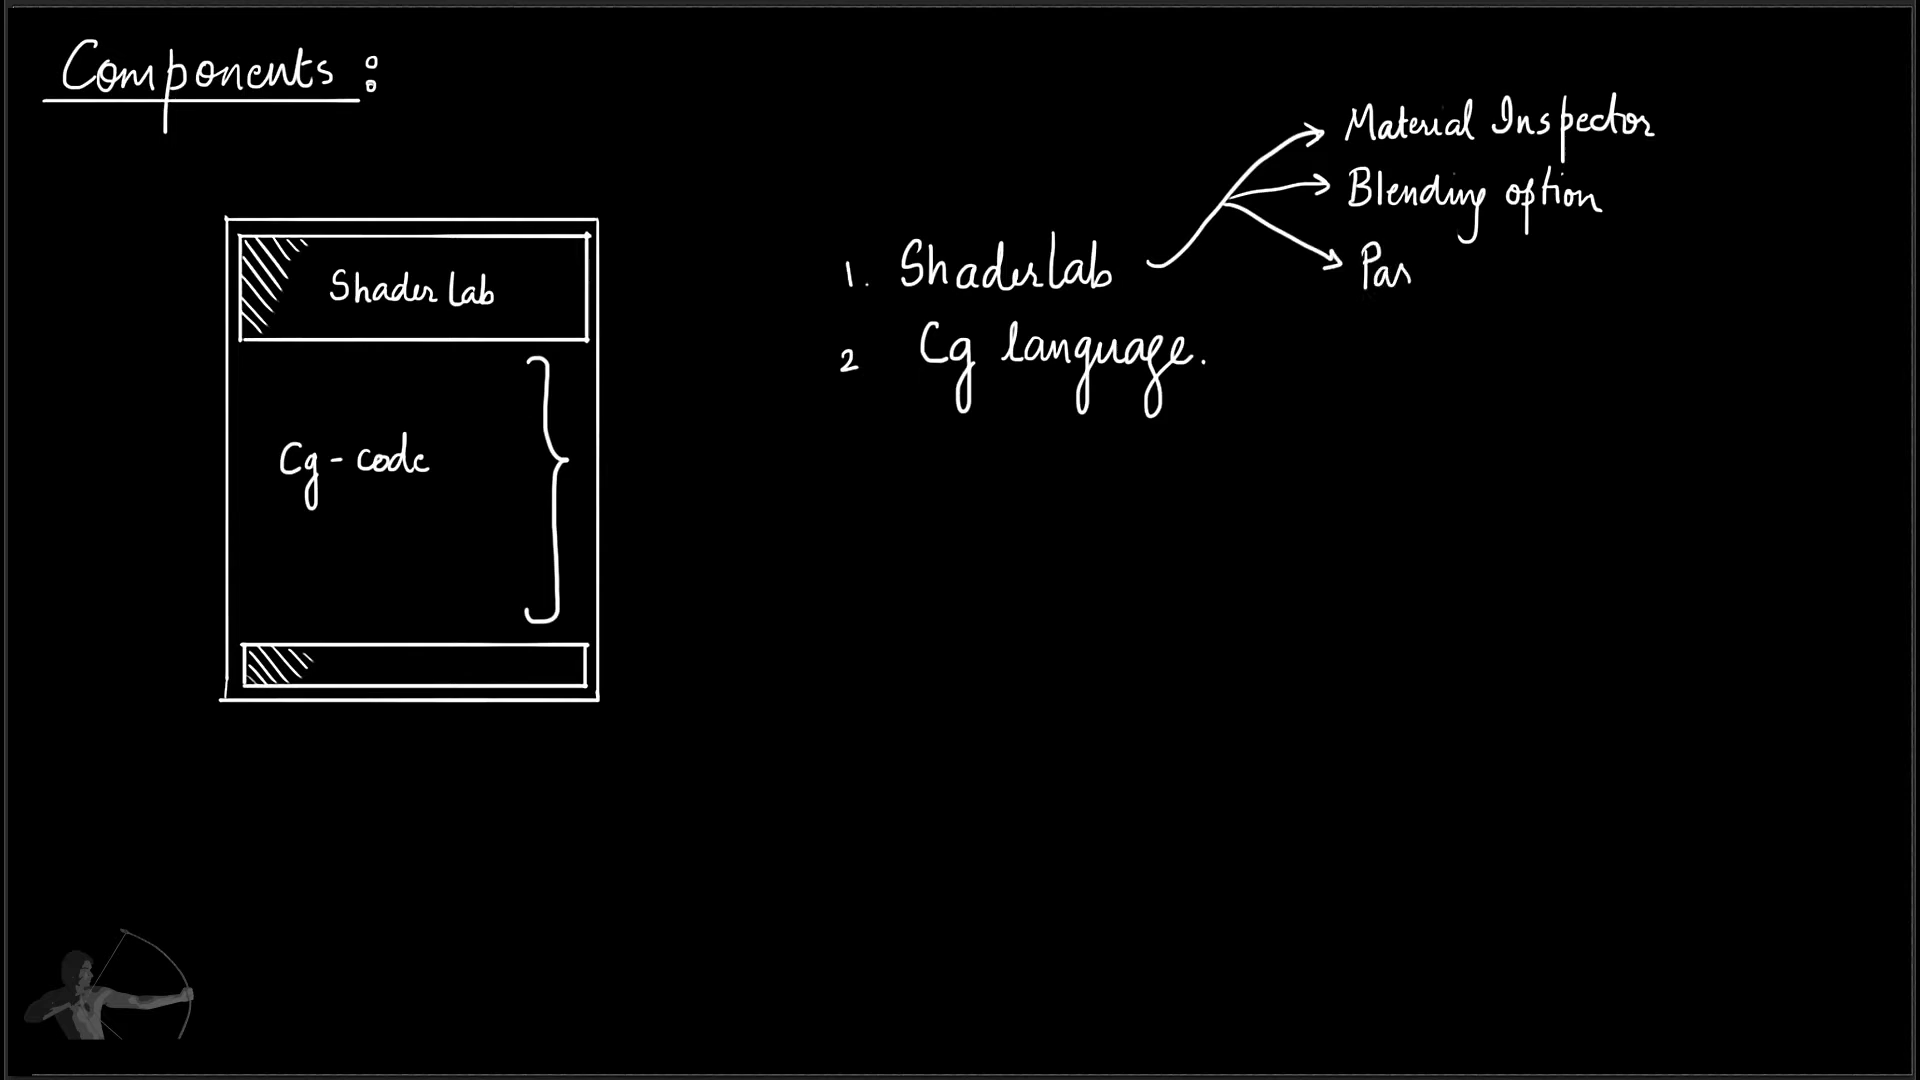 Components :
Shader Lab
Cg - code
1. Shaderlab
2 Cg language.
Material Inspector
Blending option
Pas